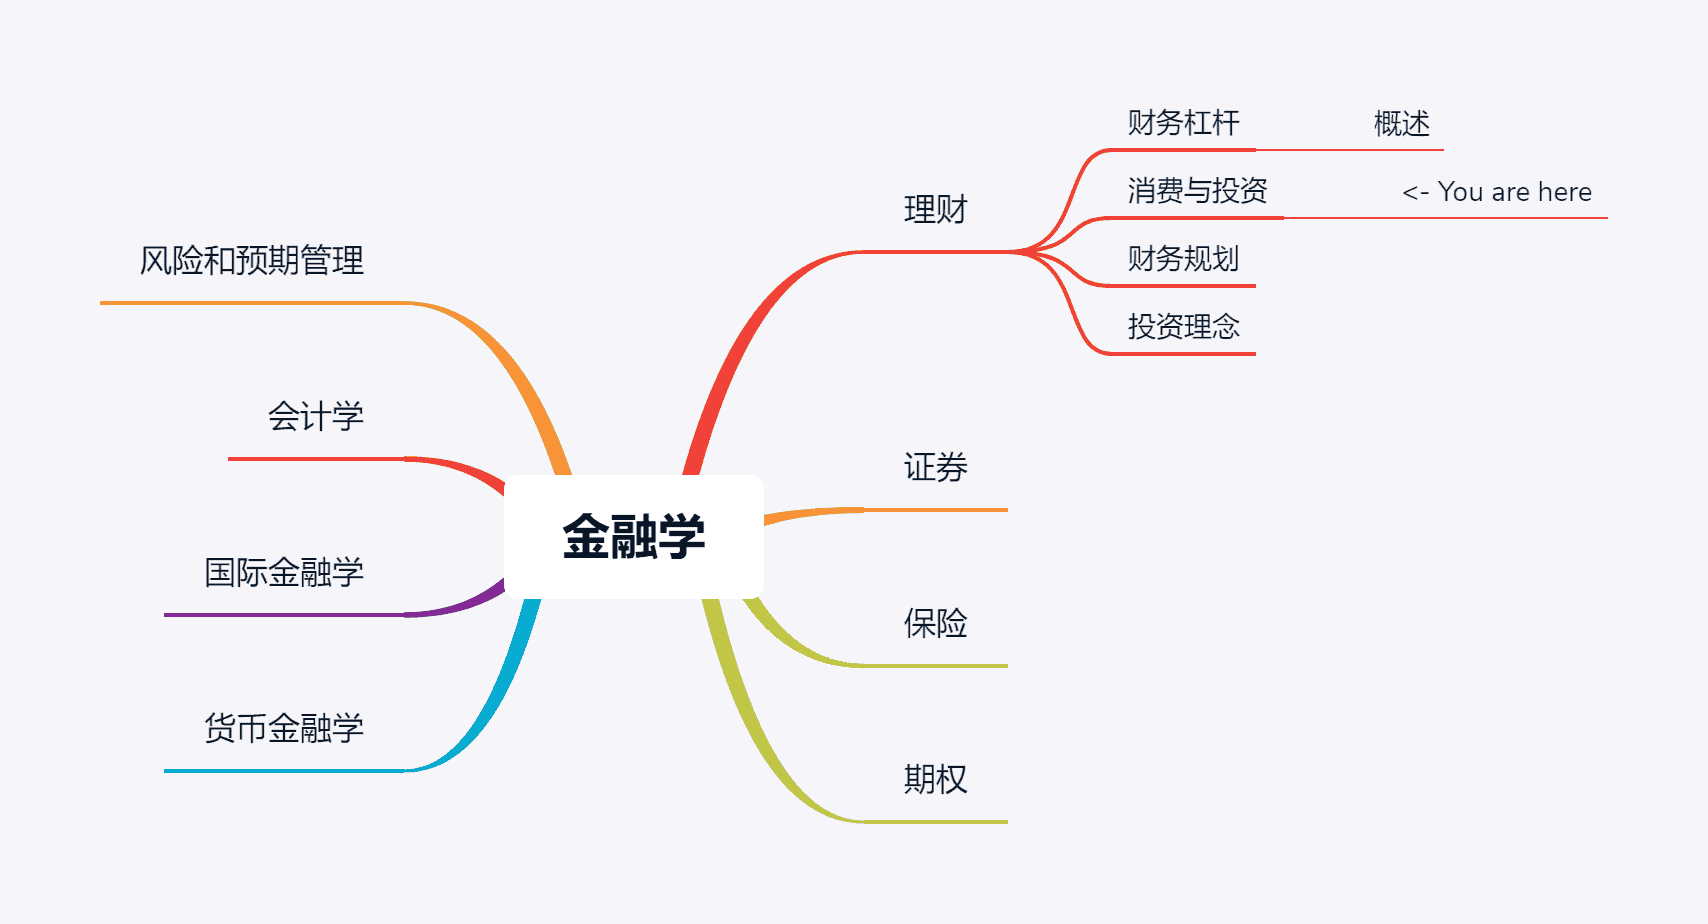 金融学
理财
财务杠杆
概述
消费与投资
<- You are here
财务规划
投资理念
证券
保险
期权
风险和预期管理
会计学
国际金融学
货币金融学